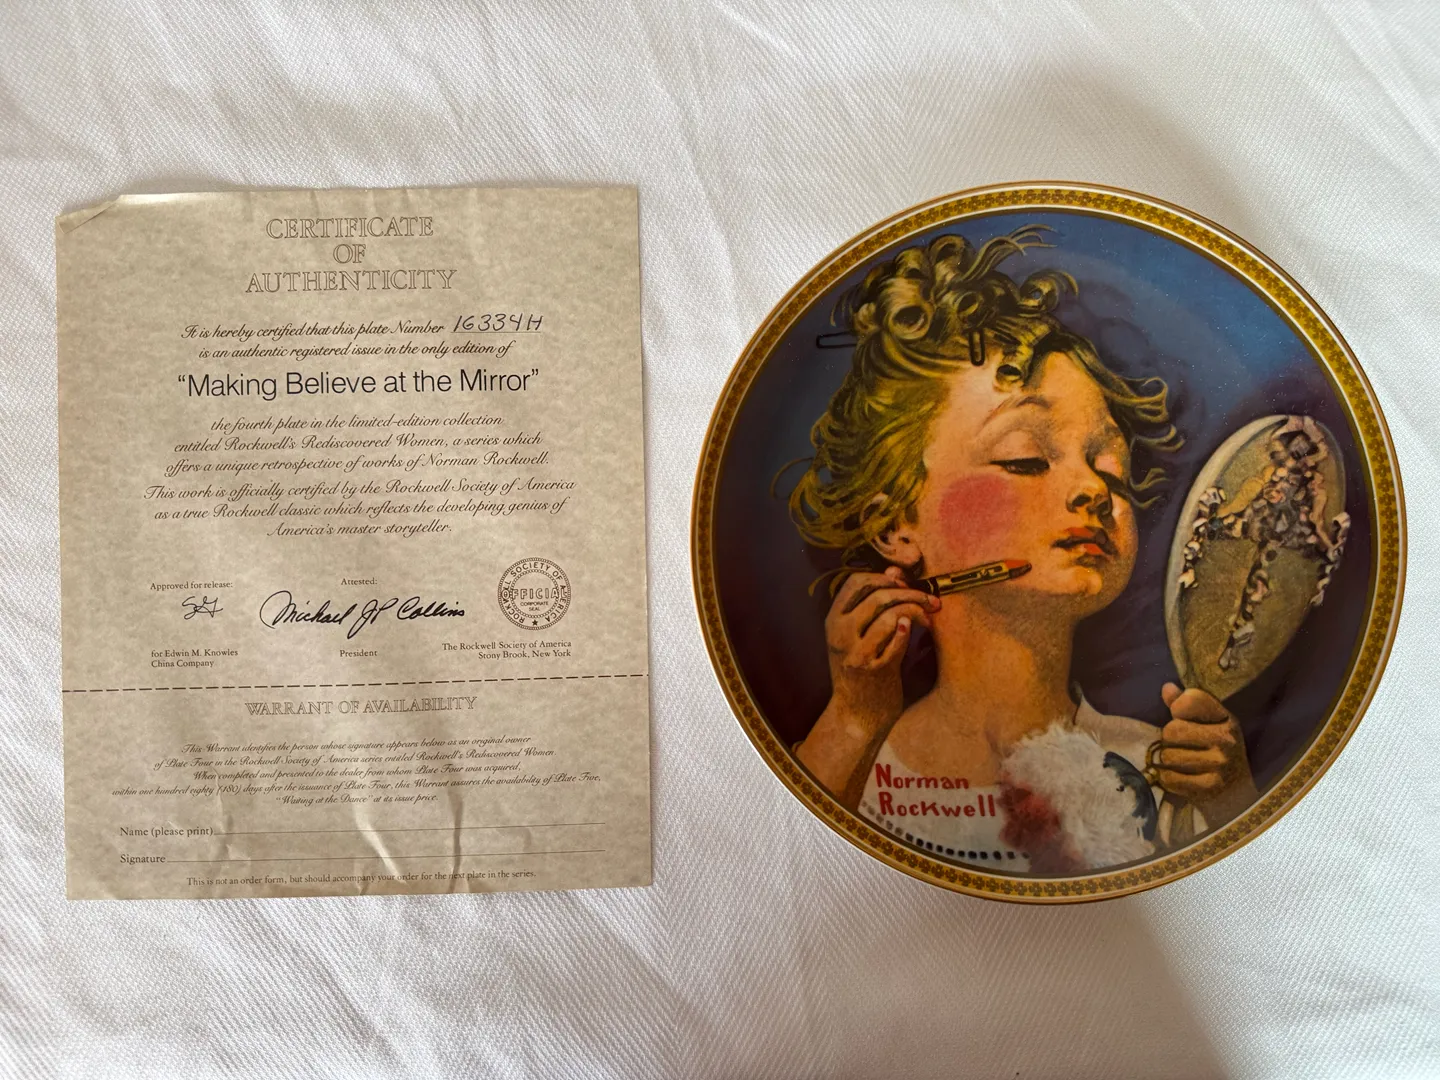 CERTIFICATE
OF
AUTHENTICITY
It is hereby certified that this plate Number 16334H
is an authentic registered issue in the only edition of
“Making Believe at the Mirror”
the fourth plate in the limited-edition collection
entitled Rockwell's Rediscovered Women, a series which
offers a unique retrospective of works of Norman Rockwell.
This work is officially certified by the Rockwell Society of America
as a true Rockwell classic which reflects the developing genius of
America's master storyteller.
Approved for release:
for Edwin M. Knowles
China Company
Attested:
Michael JP Collins
President
ROCKWELL SOCIETY OF AMERICA
OFFICIAL
CORPORATE
SEAL
The Rockwell Society of America
Stony Brook, New York
WARRANT OF AVAILABILITY
This Warrant identifies the person whose signature appears below as an original owner
of Plate Four in the Rockwell Society of America series entitled Rockwell's Rediscovered Women.
When completed and presented to the dealer from whom Plate Four was acquired,
within one hundred eighty (180) days after the issuance of Plate Four, this Warrant assures the availability of Plate Five,
“Waiting at the Dance” at its issue price.
Name (please print)
Signature
This is not an order form, but should accompany your order for the next plate in the series.
Norman
Rockwell